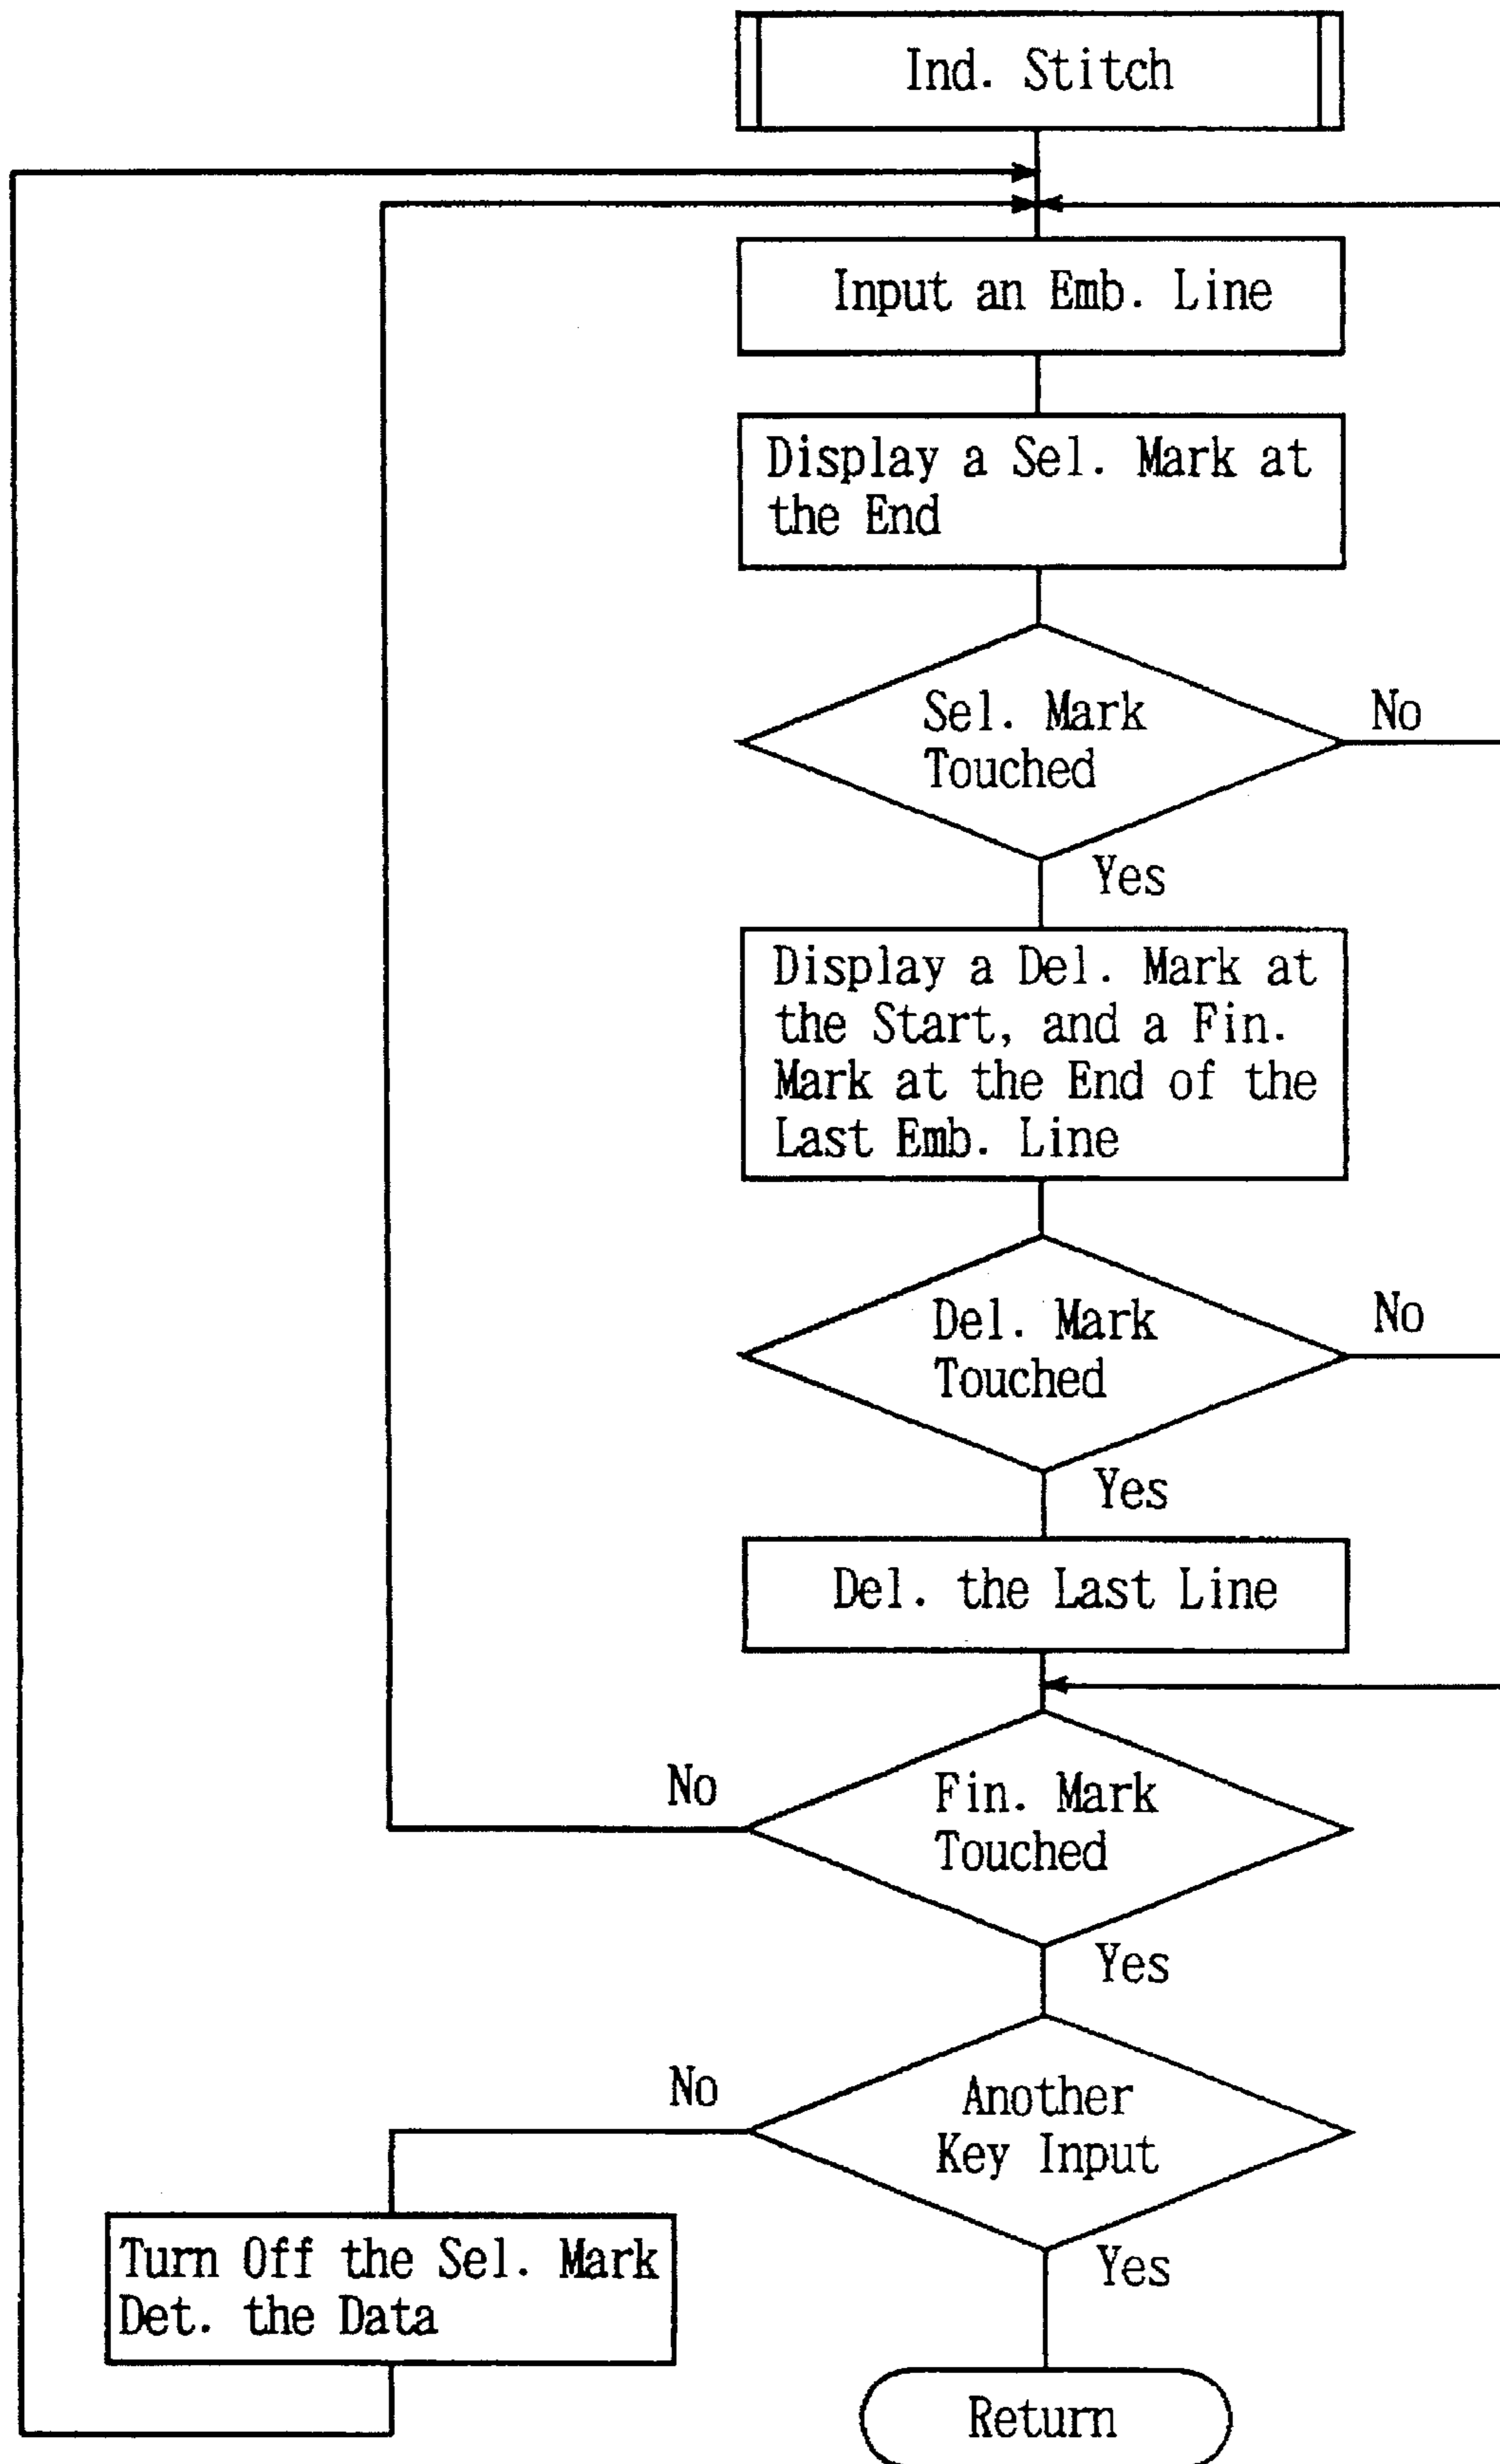 Ind. Stitch
Input an Emb. Line
Display a Sel. Mark at
the End
Sel. Mark
Touched
No
Yes
Display a Del. Mark at
the Start, and a Fin.
Mark at the End of the
Last Emb. Line
Del. Mark
Touched
No
Yes
Del. the Last Line
No
Fin. Mark
Touched
Yes
No
Another
Key Input
Turn Off the Sel. Mark
Det. the Data
Yes
Return